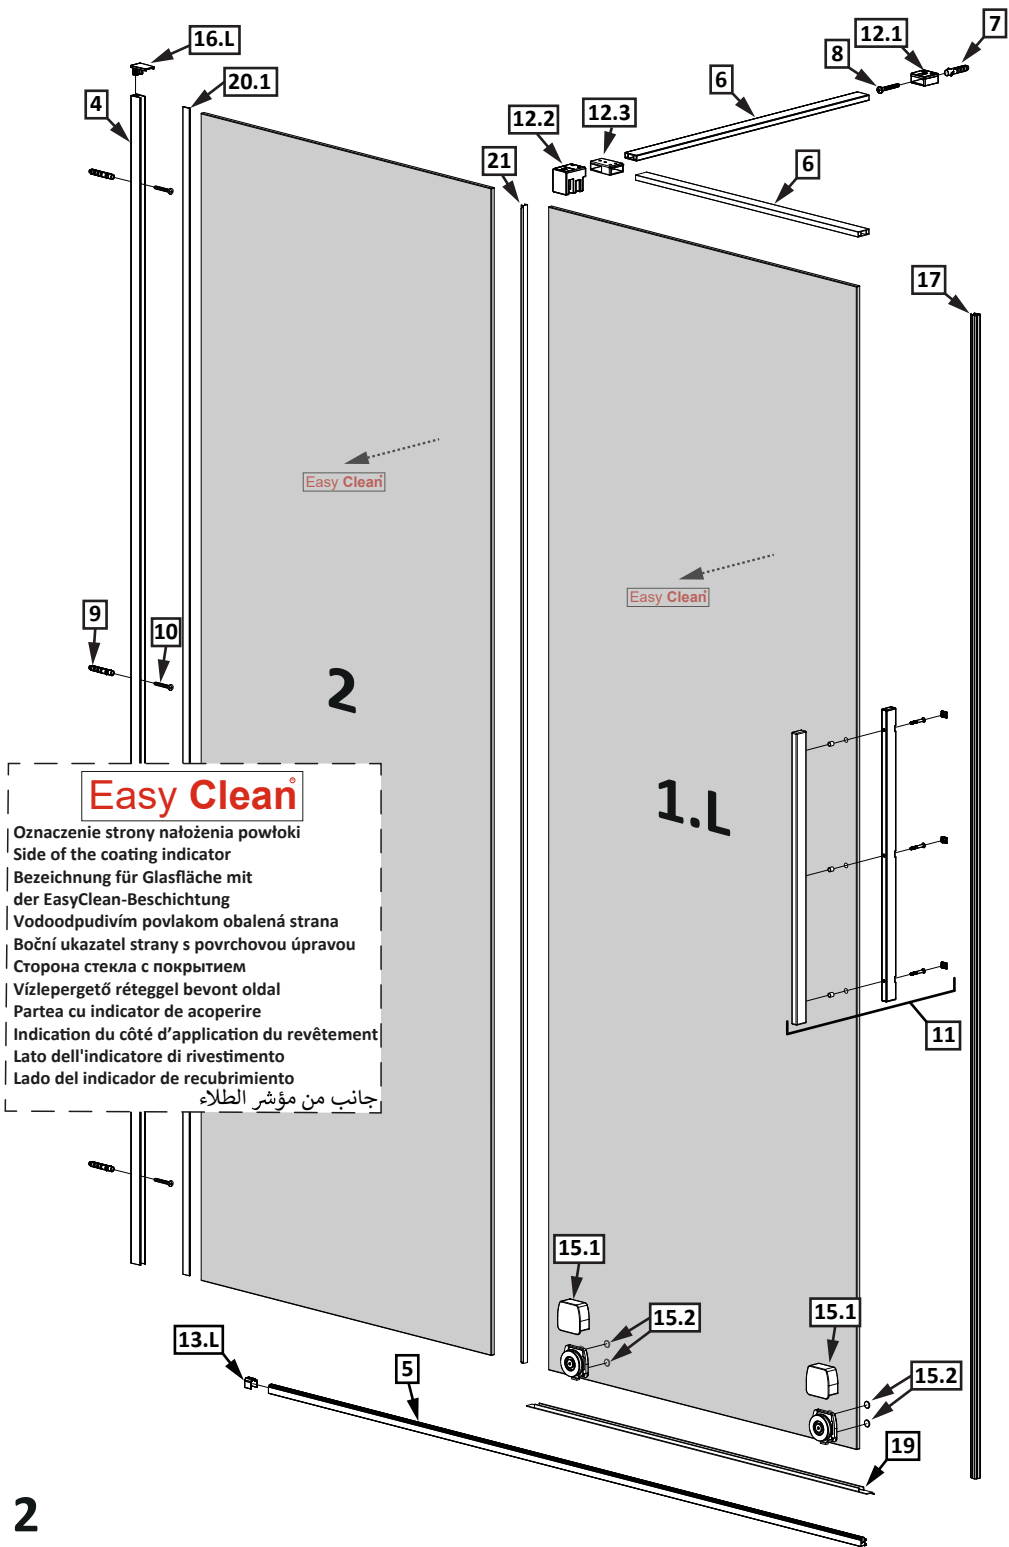 16.L
7
12.1
8
4
20.1
6
12.2
12.3
21
6
17
Easy Clean
Easy Clean
9
10
2
1.L
Easy Clean®
Oznaczenie strony nałożenia powłoki
Side of the coating indicator
Bezeichnung für Glasfläche mit
der EasyClean-Beschichtung
Vodoodpudivím povlakom obalená strana
Boční ukazatel strany s povrchovou úpravou
Сторона стекла с покрытием
Vízlepergető réteggel bevont oldal
Partea cu indicator de acoperire
Indication du côté d’application du revêtement
Lato dell'indicatore di rivestimento
Lado del indicador de recubrimiento
جانب من مؤشر الطلاء
11
15.1
15.2
15.1
13.L
5
15.2
19
2